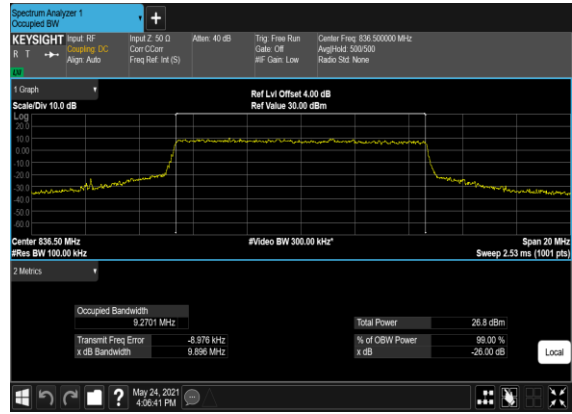 Spectrum Analyzer 1
Occupied BW
+
KEYSIGHT Input: RF Input Z: 50 Ω Atten: 40 dB Trig: Free Run Center Freq: 836.500000 MHz
R T Coupling: DC Corr CCorr Gate: Off Avg|Hold: 500/500
Align: Auto Freq Ref: Int (S) #IF Gain: Low Radio Std: None
1 Graph
Ref Lvl Offset 4.00 dB
Scale/Div 10.0 dB Ref Value 30.00 dBm
Log
20.0
10.0
0.00
-10.0
-20.0
-30.0
-40.0
-50.0
-60.0
Center 836.50 MHz #Video BW 300.00 kHz* Span 20 MHz
#Res BW 100.00 kHz Sweep 2.53 ms (1001 pts)
2 Metrics
Occupied Bandwidth
9.2701 MHz Total Power 26.8 dBm
Transmit Freq Error -8.976 kHz % of OBW Power 99.00 %
x dB Bandwidth 9.896 MHz x dB -26.00 dB
Local
? May 24, 2021
4:06:41 PM